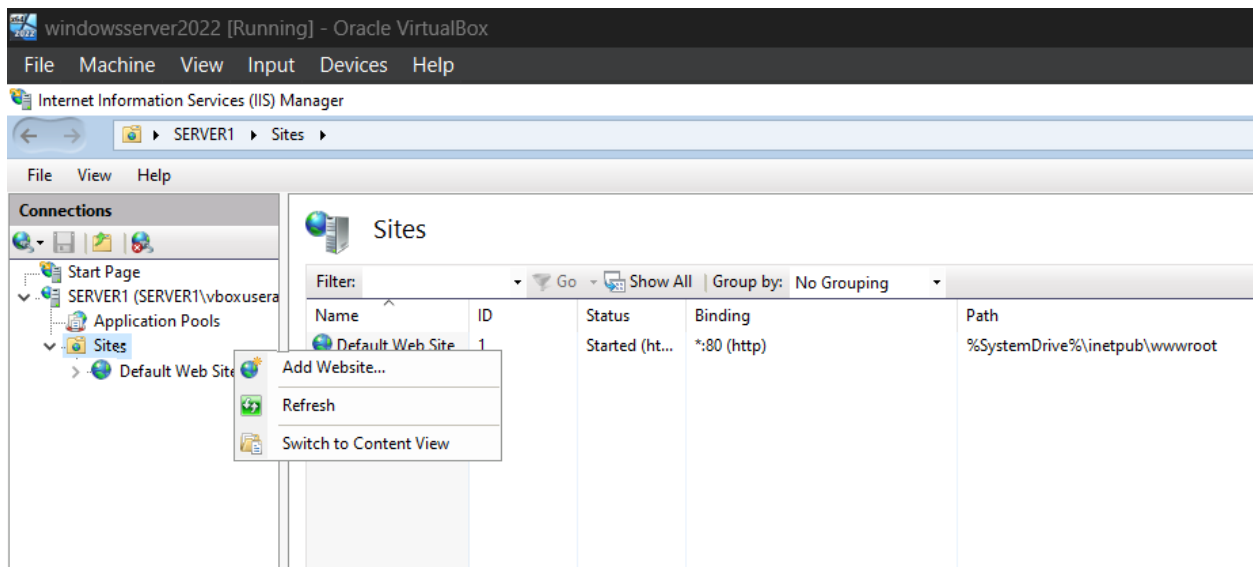 windowsserver2022 [Running] - Oracle VirtualBox
File Machine View Input Devices Help
Internet Information Services (IIS) Manager
SERVER1 Sites
File View Help
Connections
Start Page
SERVER1 (SERVER1\vboxusera
Application Pools
Sites
Default Web Site
Add Website...
Refresh
Switch to Content View
Sites
Filter: Go Show All Group by: No Grouping
Name ID Status Binding Path
Default Web Site 1 Started (ht... *:80 (http) %SystemDrive%\inetpub\wwwroot